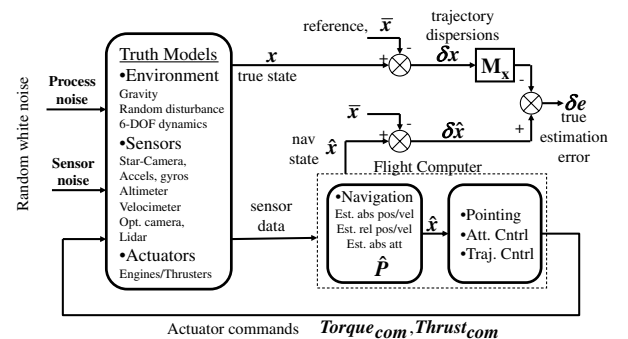 reference, x̅
trajectory
dispersions
Truth Models
•Environment
Gravity
Random disturbance
6-DOF dynamics
•Sensors
Star-Camera,
Accels, gyros
Altimeter
Velocimeter
Opt. camera,
Lidar
•Actuators
Engines/Thrusters
Random white noise
Process
noise
Sensor
noise
x
true state
-
+
δx
Mₓ
-
+
δe
true
estimation
error
x̅
-
+
δx̂
nav
state x̂
Flight Computer
sensor
data
•Navigation
Est. abs pos/vel
Est. rel pos/vel
Est. abs att
P̂
x̂
•Pointing
•Att. Cntrl
•Traj. Cntrl
Actuator commands Torque_com, Thrust_com